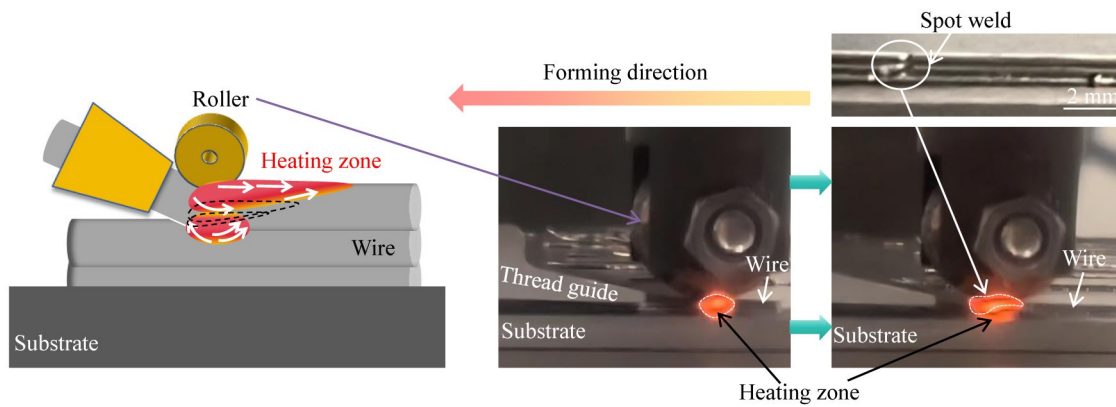 Spot weld
Forming direction
2 mm
Roller
Heating zone
Wire
Substrate
Thread guide
Wire
Substrate
Wire
Substrate
Heating zone